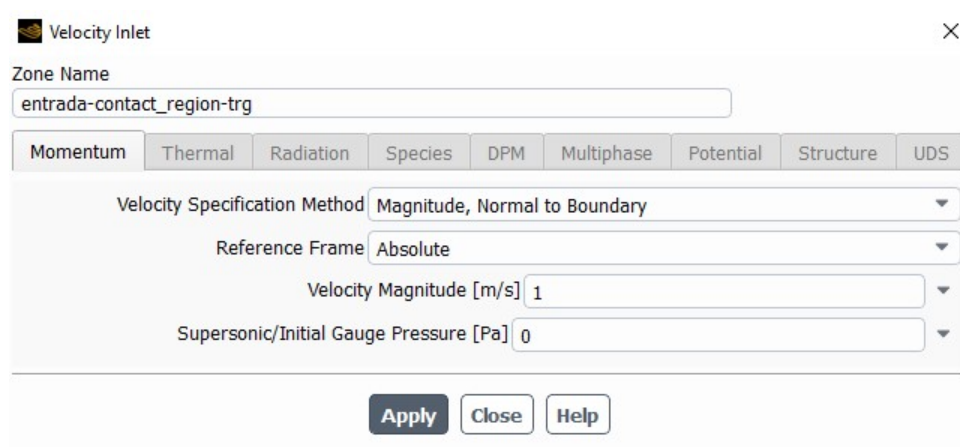 Velocity Inlet
Zone Name
entrada-contact_region-trg
Momentum Thermal Radiation Species DPM Multiphase Potential Structure UDS
Velocity Specification Method Magnitude, Normal to Boundary
Reference Frame Absolute
Velocity Magnitude [m/s] 1
Supersonic/Initial Gauge Pressure [Pa] 0
Apply Close Help